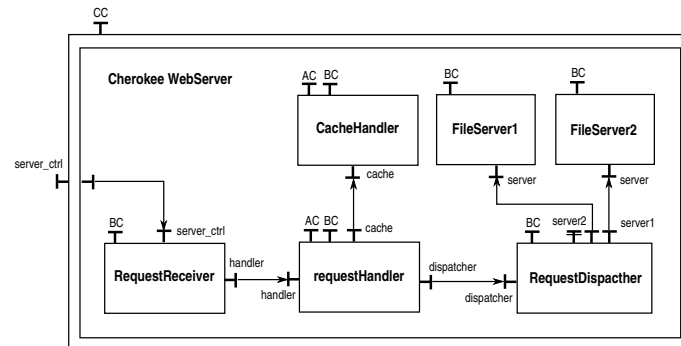 CC
Cherokee WebServer
AC BC
BC
BC
CacheHandler
FileServer1
FileServer2
server_ctrl
cache
server
server
BC
server_ctrl
AC BC
cache
BC
server2
server1
RequestReceiver
handler
handler
requestHandler
dispatcher
dispatcher
RequestDispacther